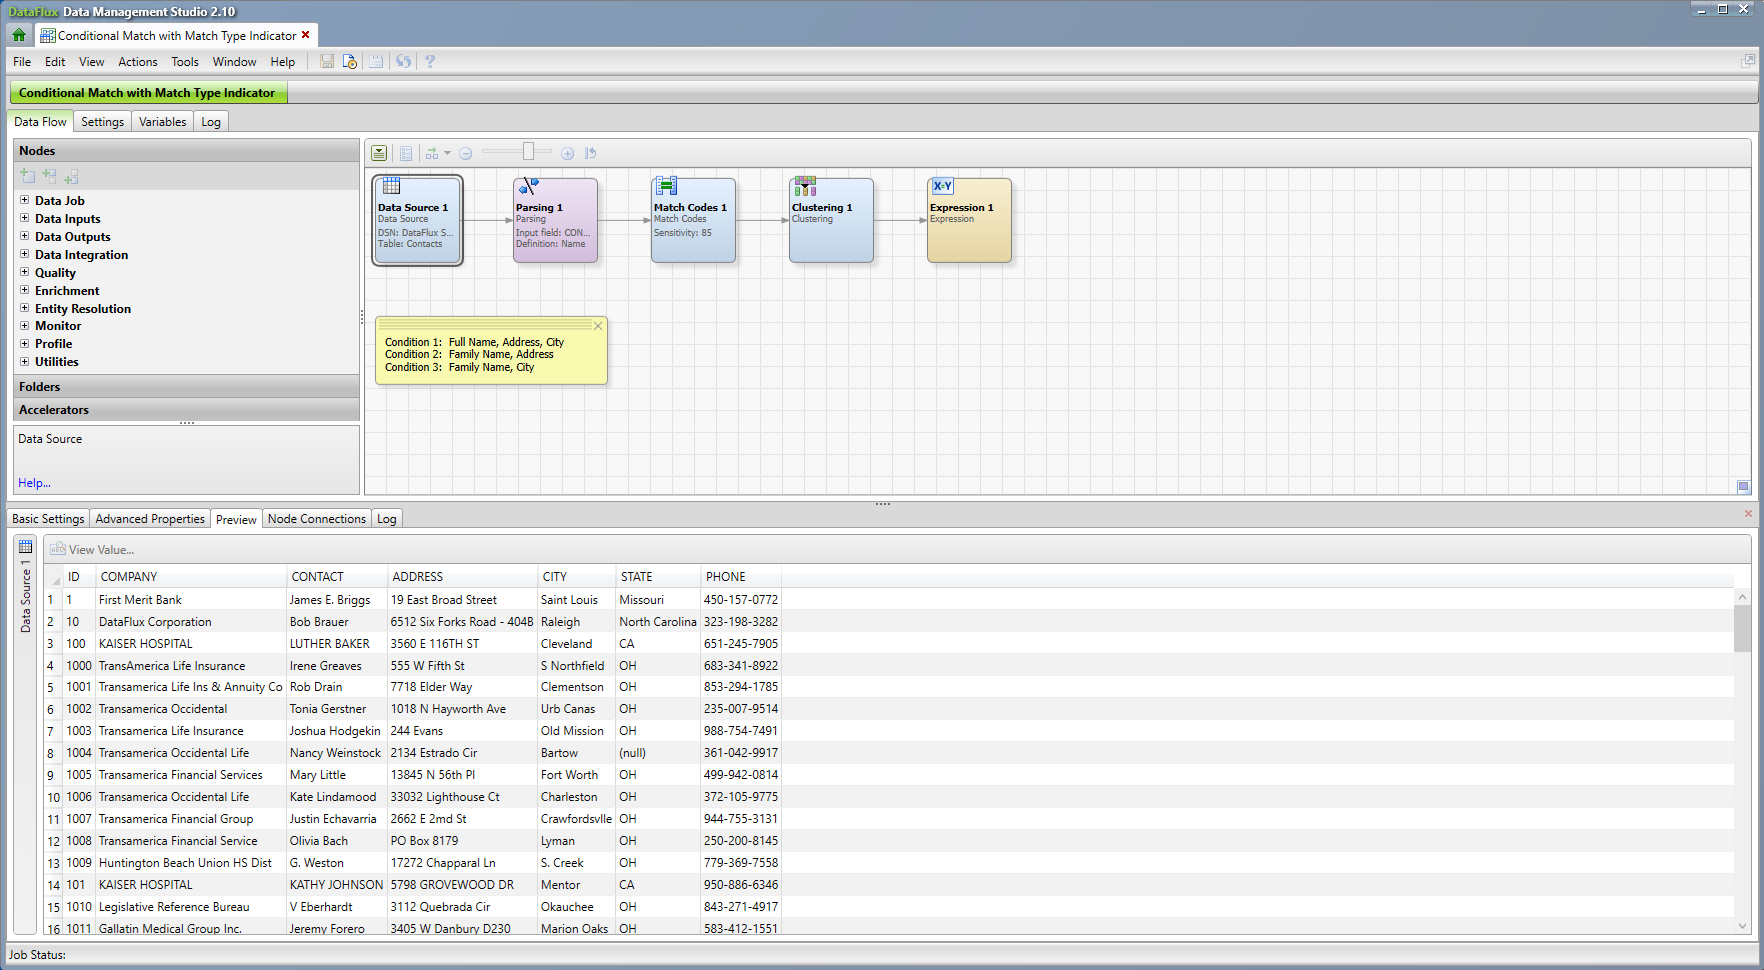 DataFlux Data Management Studio 2.10
Conditional Match with Match Type Indicator
File Edit View Actions Tools Window Help
Conditional Match with Match Type Indicator
Data Flow Settings Variables Log
Nodes
Data Job
Data Inputs
Data Outputs
Data Integration
Quality
Enrichment
Entity Resolution
Monitor
Profile
Utilities
Folders
Accelerators
Data Source
Help...
Data Source 1
Data Source
DSN: DataFlux S...
Table: Contacts
Parsing 1
Parsing
Input field: CON...
Definition: Name
Match Codes 1
Match Codes
Sensitivity: 85
Clustering 1
Clustering
X=Y
Expression 1
Expression
Condition 1: Full Name, Address, City
Condition 2: Family Name, Address
Condition 3: Family Name, City
Basic Settings Advanced Properties Preview Node Connections Log
Data Source 1
View Value...
ID COMPANY CONTACT ADDRESS CITY STATE PHONE
1 1 First Merit Bank James E. Briggs 19 East Broad Street Saint Louis Missouri 450-157-0772
2 10 DataFlux Corporation Bob Brauer 6512 Six Forks Road - 404B Raleigh North Carolina 323-198-3282
3 100 KAISER HOSPITAL LUTHER BAKER 3560 E 116TH ST Cleveland CA 651-245-7905
4 1000 TransAmerica Life Insurance Irene Greaves 555 W Fifth St S Northfield OH 683-341-8922
5 1001 Transamerica Life Ins & Annuity Co Rob Drain 7718 Elder Way Clementson OH 853-294-1785
6 1002 Transamerica Occidental Tonia Gerstner 1018 N Hayworth Ave Urb Canas OH 235-007-9514
7 1003 Transamerica Life Insurance Joshua Hodgekin 244 Evans Old Mission OH 988-754-7491
8 1004 Transamerica Occidental Life Nancy Weinstock 2134 Estrado Cir Bartow (null) 361-042-9917
9 1005 Transamerica Financial Services Mary Little 13845 N 56th Pl Fort Worth OH 499-942-0814
10 1006 Transamerica Occidental Life Kate Lindamood 33032 Lighthouse Ct Charleston OH 372-105-9775
11 1007 Transamerica Financial Group Justin Echavarria 2662 E 2md St Crawfordsvlle OH 944-755-3131
12 1008 Transamerica Financial Service Olivia Bach PO Box 8179 Lyman OH 250-200-8145
13 1009 Huntington Beach Union HS Dist G. Weston 17272 Chapparal Ln S. Creek OH 779-369-7558
14 101 KAISER HOSPITAL KATHY JOHNSON 5798 GROVEWOOD DR Mentor CA 950-886-6346
15 1010 Legislative Reference Bureau V Eberhardt 3112 Quebrada Cir Okauchee OH 843-271-4917
16 1011 Gallatin Medical Group Inc. Jeremy Forero 3405 W Danbury D230 Marion Oaks OH 583-412-1551
Job Status: